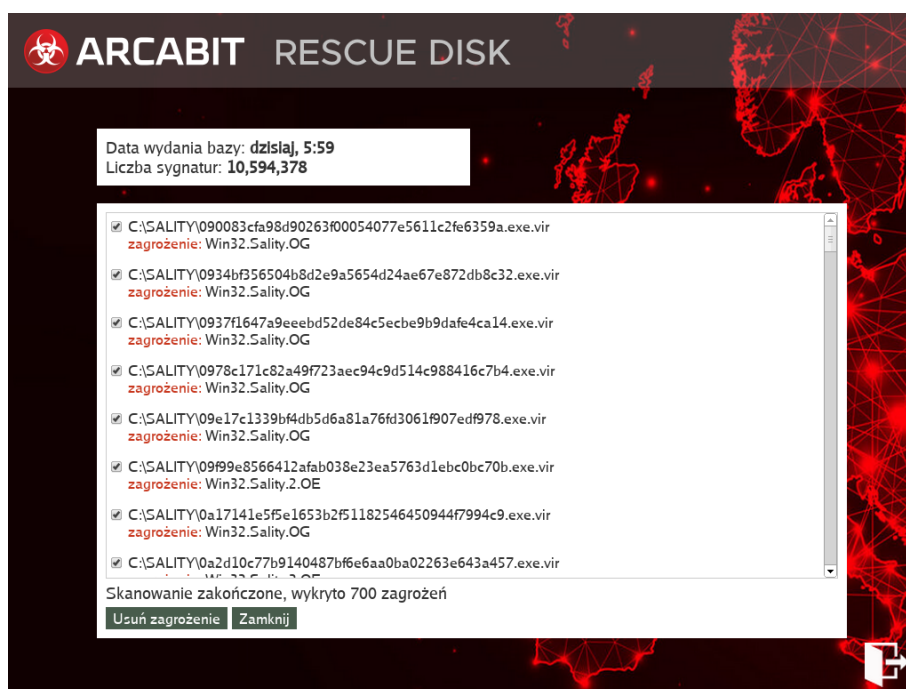 ARCABIT RESCUE DISK
Data wydania bazy: dzisiaj, 5:59
Liczba sygnatur: 10,594,378
C:\SALITY\090083cfa98d90263f00054077e5611c2fe6359a.exe.vir
zagrożenie: Win32.Sality.OG
C:\SALITY\0934bf356504b8d2e9a5654d24ae67e872db8c32.exe.vir
zagrożenie: Win32.Sality.OG
C:\SALITY\0937f1647a9eeebd52de84c5ecbe9b9dafe4ca14.exe.vir
zagrożenie: Win32.Sality.OG
C:\SALITY\0978c171c82a49f723aec94c9d514c988416c7b4.exe.vir
zagrożenie: Win32.Sality.OG
C:\SALITY\09e17c1339bf4db5d6a81a76fd3061f907edf978.exe.vir
zagrożenie: Win32.Sality.OG
C:\SALITY\09f99e8566412afab038e23ea5763d1ebc0bc70b.exe.vir
zagrożenie: Win32.Sality.2.OE
C:\SALITY\0a17141e5f5e1653b2f51182546450944f7994c9.exe.vir
zagrożenie: Win32.Sality.OG
C:\SALITY\0a2d10c77b9140487bf6e6aa0ba02263e643a457.exe.vir
Skanowanie zakończone, wykryto 700 zagrożeń
Usuń zagrożenie Zamknij